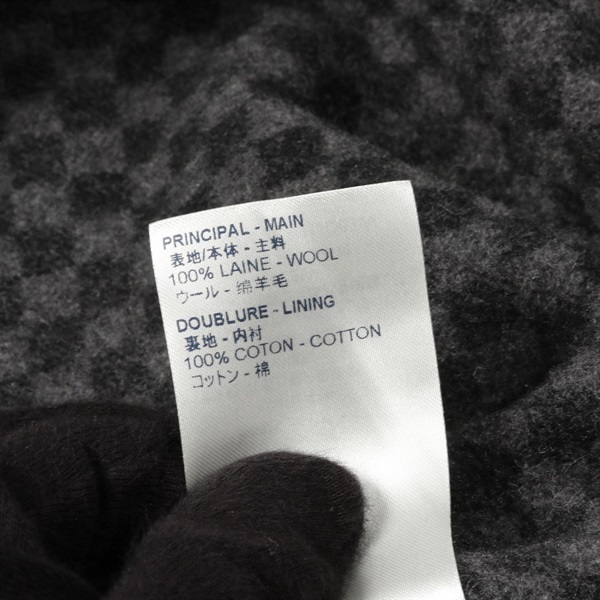 PRINCIPAL - MAIN
表地/本体 - 主料
100% LAINE - WOOL
ウール - 绵羊毛
DOUBLURE - LINING
裏地 - 内衬
100% COTON - COTTON
コットン - 棉